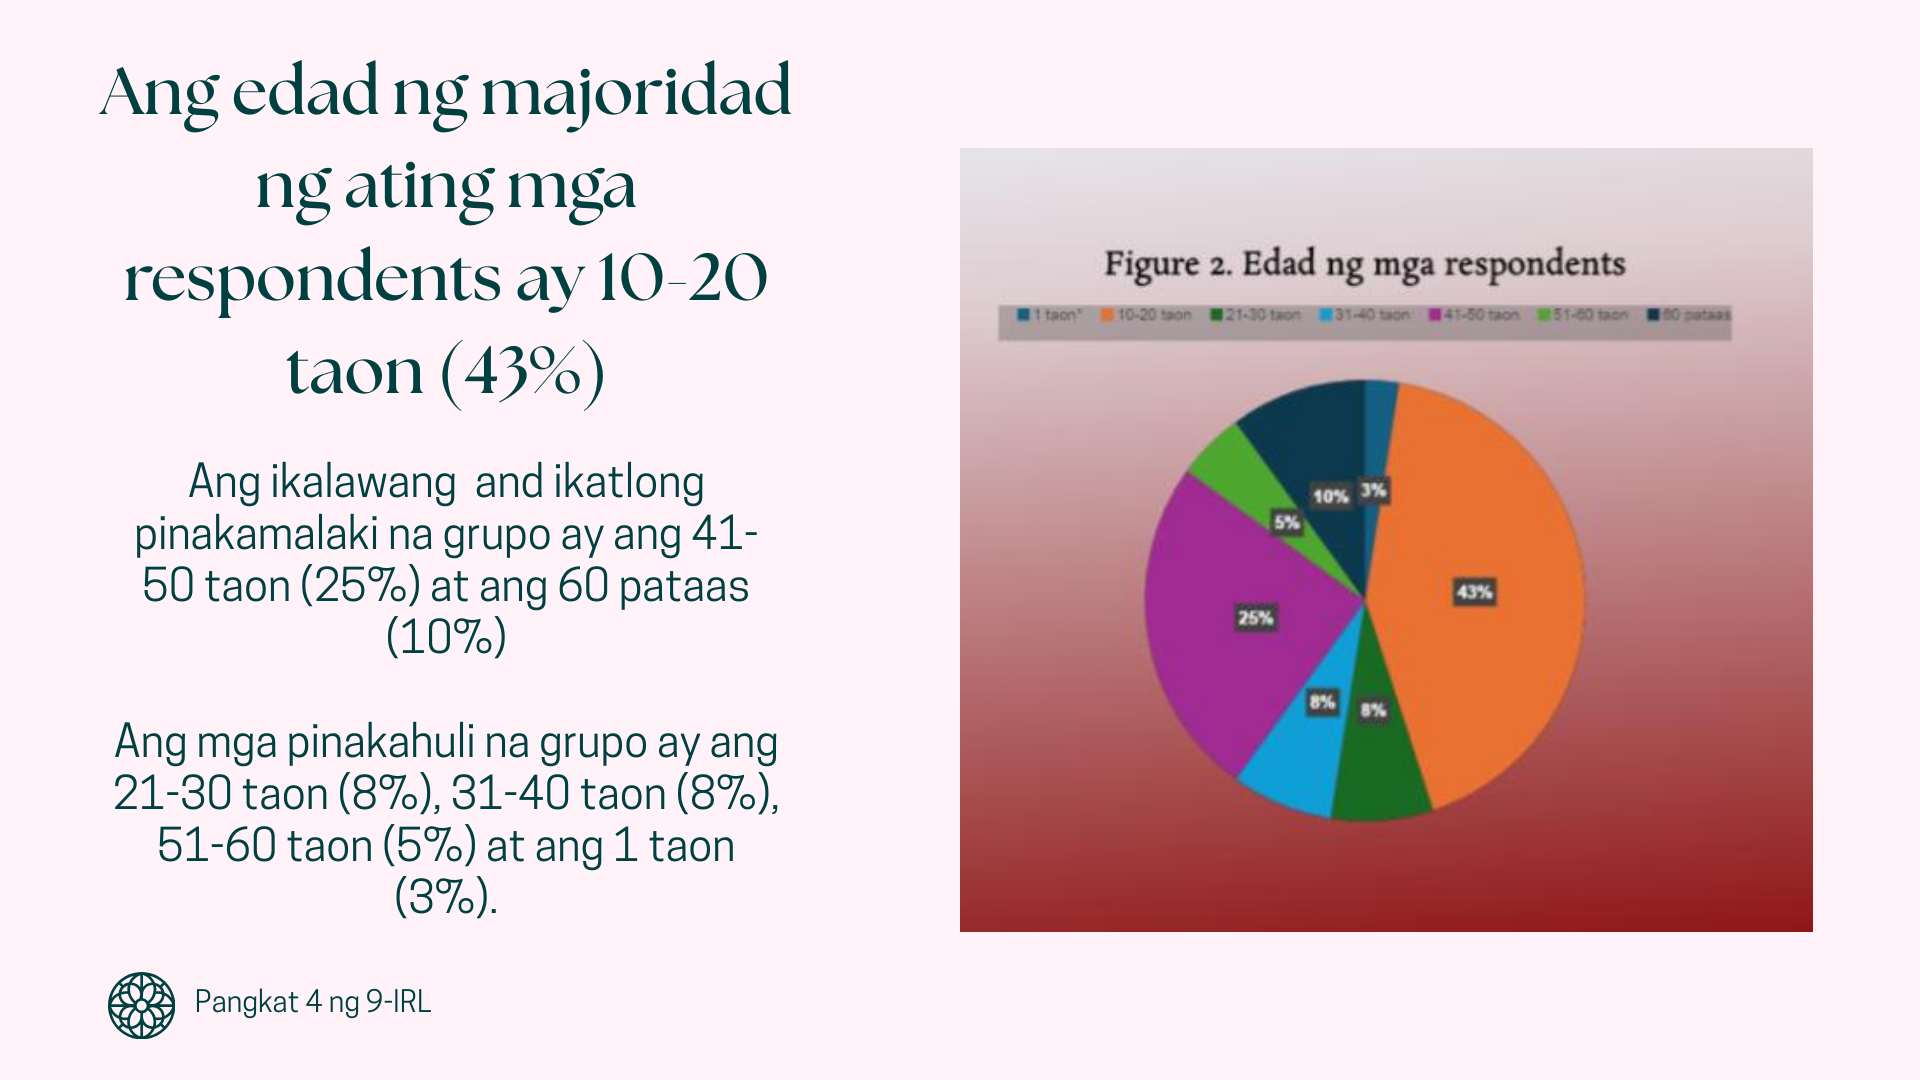 Ang edad ng majoridad
ng ating mga
respondents ay 10-20
taon (43%)
Ang ikalawang  and ikatlong
pinakamalaki na grupo ay ang 41-
50 taon (25%) at ang 60 pataas
(10%)
Ang mga pinakahuli na grupo ay ang
21-30 taon (8%), 31-40 taon (8%),
51-60 taon (5%) at ang 1 taon
(3%).
Pangkat 4 ng 9-IRL
Figure 2. Edad ng mga respondents
1 taon* 10-20 taon 21-30 taon 31-40 taon 41-50 taon 51-60 taon 60 pataas
10% 3%
5%
43%
25%
8% 8%